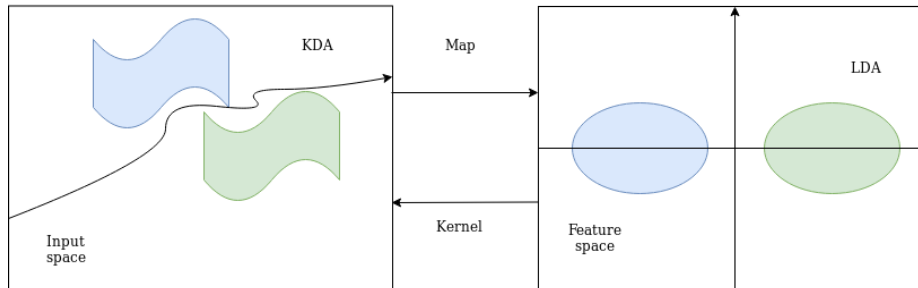 KDA
Map
LDA
Input
space
Kernel
Feature
space